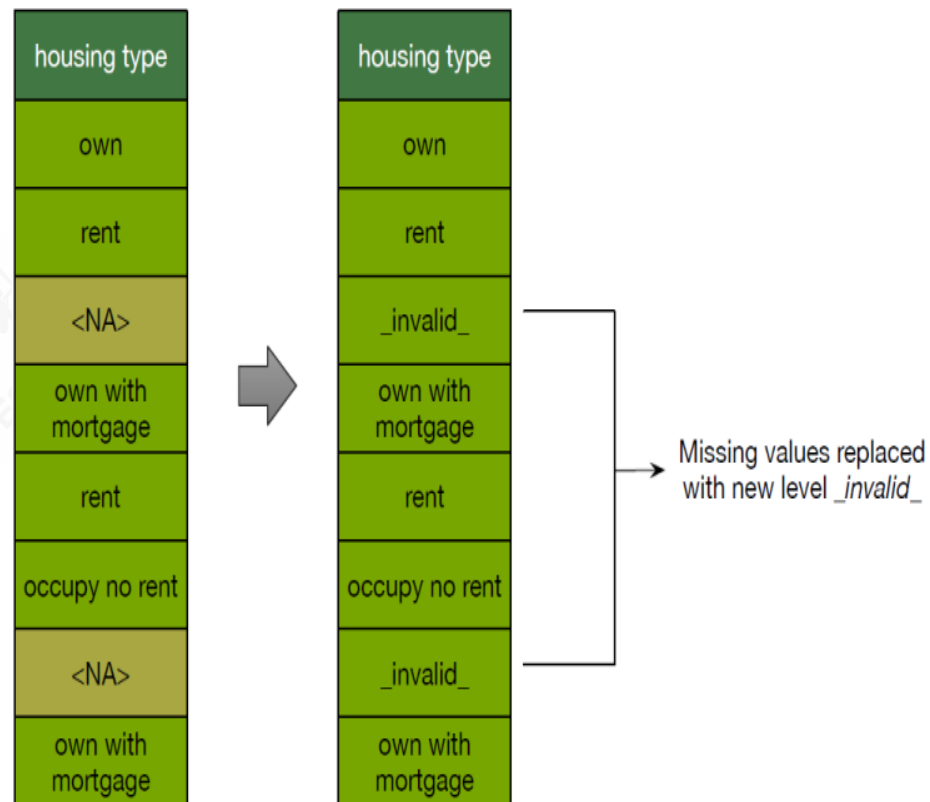 housing type
own
rent
<NA>
own with
mortgage
rent
occupy no rent
<NA>
own with
mortgage
housing type
own
rent
_invalid_
own with
mortgage
rent
occupy no rent
_invalid_
own with
mortgage
Missing values replaced
with new level _invalid_